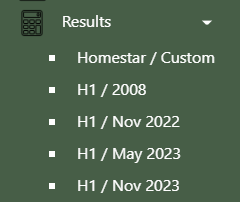 Results
Homestar / Custom
H1 / 2008
H1 / Nov 2022
H1 / May 2023
H1 / Nov 2023